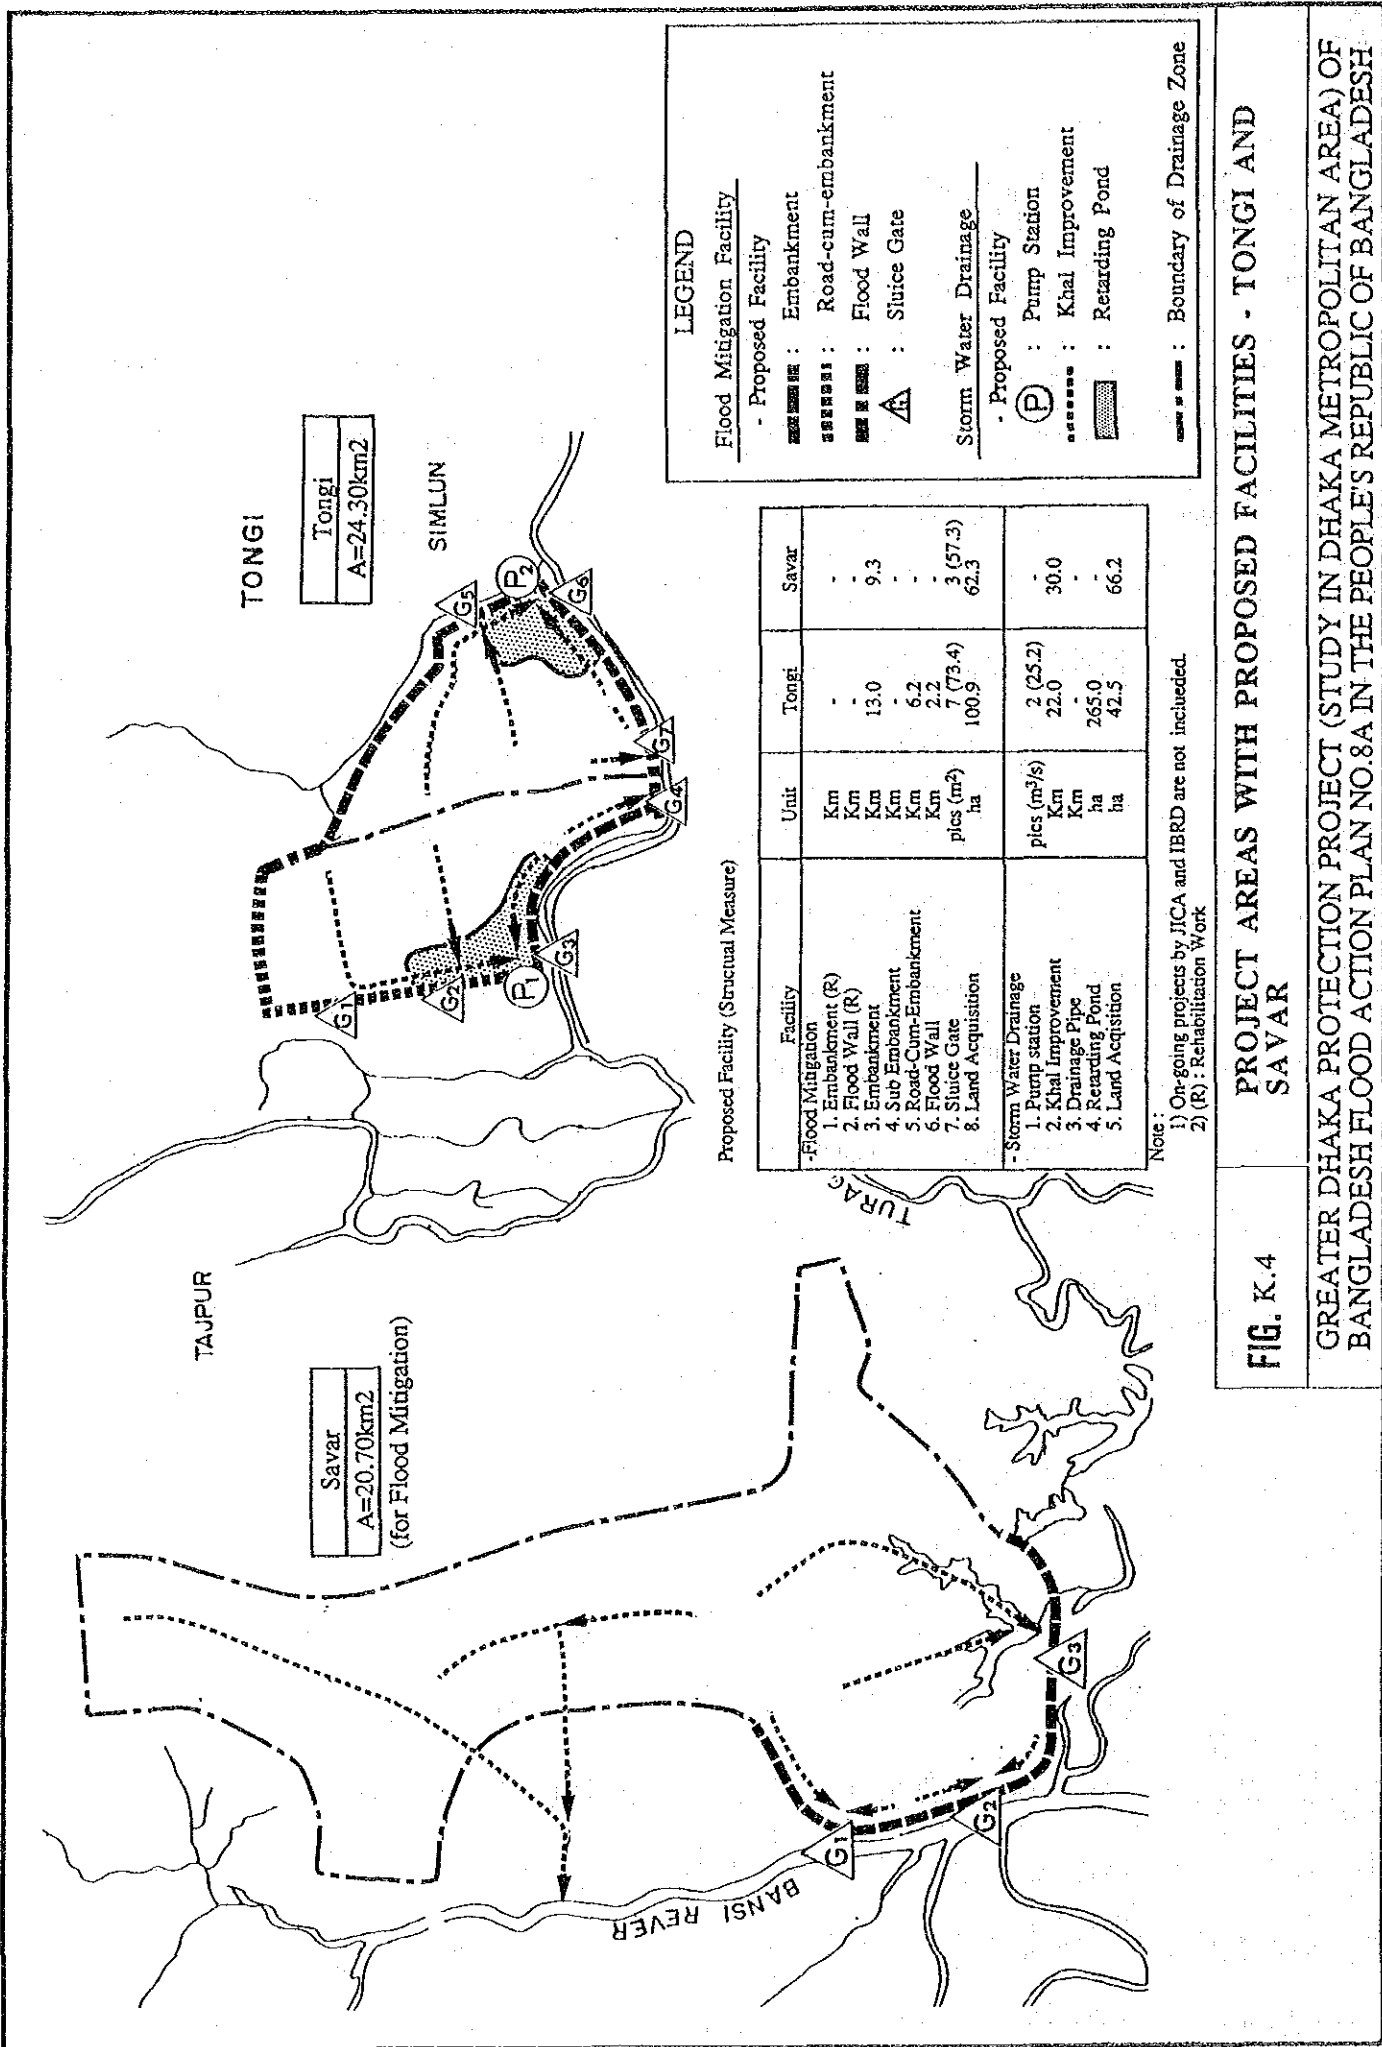 TAJPUR
Savar
A=20.70km2
(for Flood Mitigation)
BANSI REVER
G1
G2
G3
TURAG
TONGI
Tongi
A=24.30km2
SIMLUN
G1
G2
P1
G3
G4
G7
G5
P2
G6
Proposed Facility (Structual Measure)
Facility Unit Tongi Savar
-Flood Mitigation
1. Embankment (R) Km - -
2. Flood Wall (R) Km - -
3. Embankment Km 13.0 9.3
4. Sub Embankment Km - -
5. Road-Cum-Embankment Km 6.2 -
6. Flood Wall Km 2.2 -
7. Sluice Gate pics (m²) 7 (73.4) 3 (57.3)
8. Land Acquisition ha 100.9 62.3
- Storm Water Drainage
1. Pump station pics (m³/s) 2 (25.2) -
2. Khal Improvement Km 22.0 30.0
3. Drainage Pipe Km - -
4. Retarding Pond ha 265.0 -
5. Land Acqisition ha 42.5 66.2
Note :
1) On-going projects by JICA and IBRD are not inclueded.
2) (R) : Rehabilitation Work
LEGEND
Flood Mitigation Facility
- Proposed Facility
: Embankment
: Road-cum-embankment
: Flood Wall
G : Sluice Gate
Storm Water Drainage
- Proposed Facility
P : Pump Station
: Khal Improvement
: Retarding Pond
: Boundary of Drainage Zone
FIG. K.4
PROJECT AREAS WITH PROPOSED FACILITIES - TONGI AND
SAVAR
GREATER DHAKA PROTECTION PROJECT (STUDY IN DHAKA METROPOLITAN AREA) OF
BANGLADESH FLOOD ACTION PLAN NO.8A IN THE PEOPLE'S REPUBLIC OF BANGLADESH